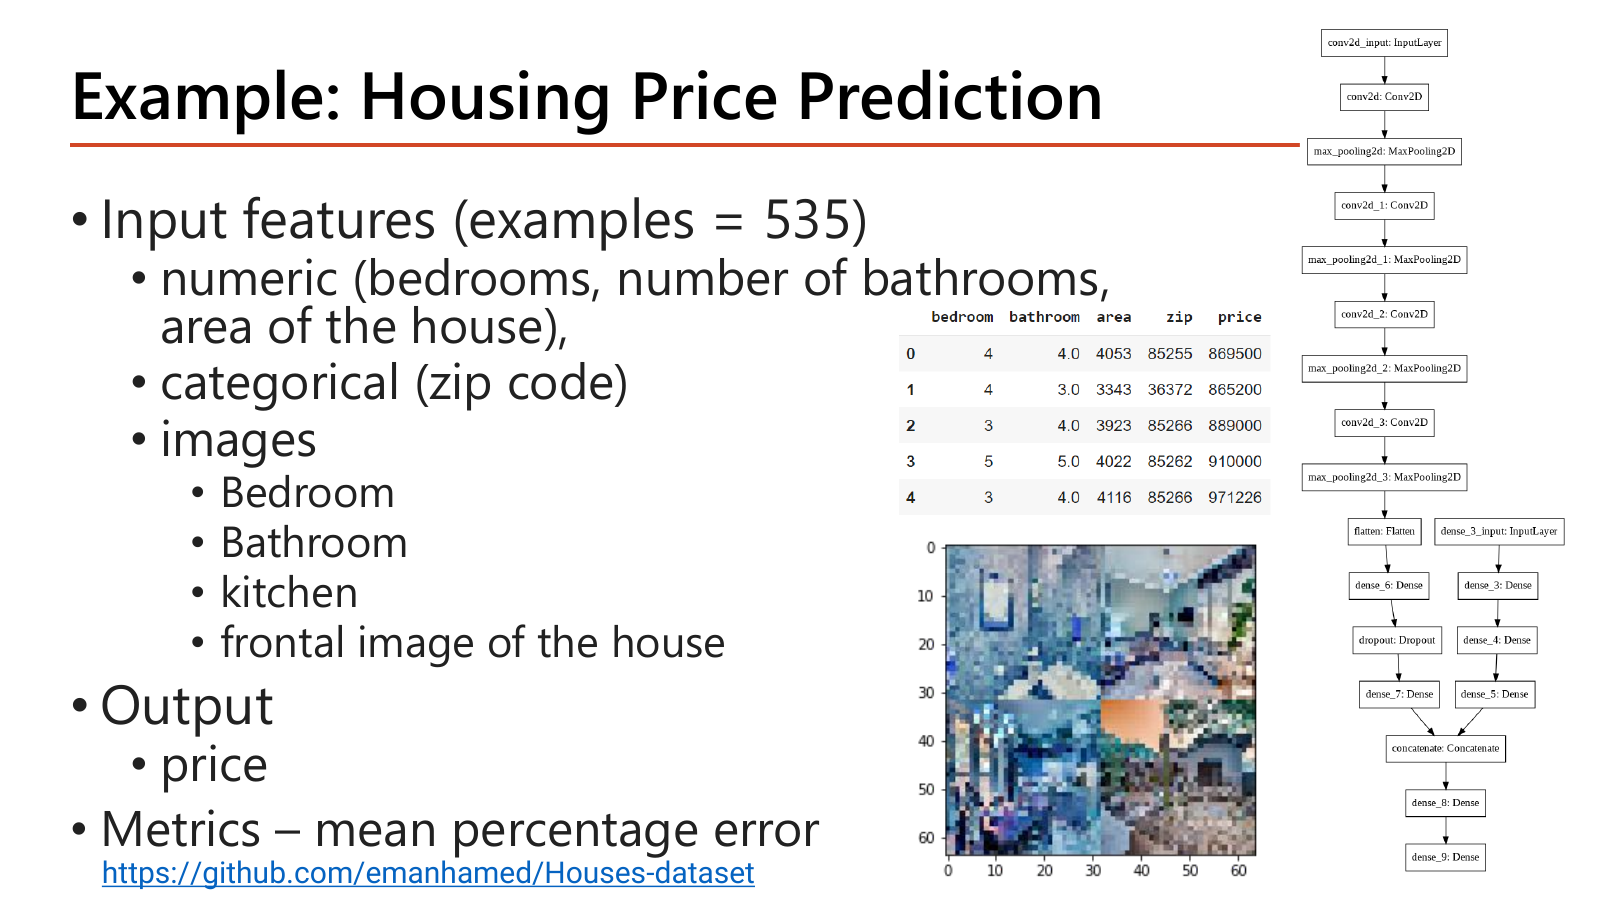 Example: Housing Price Prediction
• Input features (examples = 535)
• numeric (bedrooms, number of bathrooms,
area of the house),
• categorical (zip code)
• images
• Bedroom
• Bathroom
• kitchen
• frontal image of the house
• Output
• price
• Metrics – mean percentage error
https://github.com/emanhamed/Houses-dataset
bedroom bathroom area zip price
0 4 4.0 4053 85255 869500
1 4 3.0 3343 36372 865200
2 3 4.0 3923 85266 889000
3 5 5.0 4022 85262 910000
4 3 4.0 4116 85266 971226
0
10
20
30
40
50
60
0 10 20 30 40 50 60
conv2d_input: InputLayer
conv2d: Conv2D
max_pooling2d: MaxPooling2D
conv2d_1: Conv2D
max_pooling2d_1: MaxPooling2D
conv2d_2: Conv2D
max_pooling2d_2: MaxPooling2D
conv2d_3: Conv2D
max_pooling2d_3: MaxPooling2D
flatten: Flatten dense_3_input: InputLayer
dense_6: Dense dense_3: Dense
dropout: Dropout dense_4: Dense
dense_7: Dense dense_5: Dense
concatenate: Concatenate
dense_8: Dense
dense_9: Dense